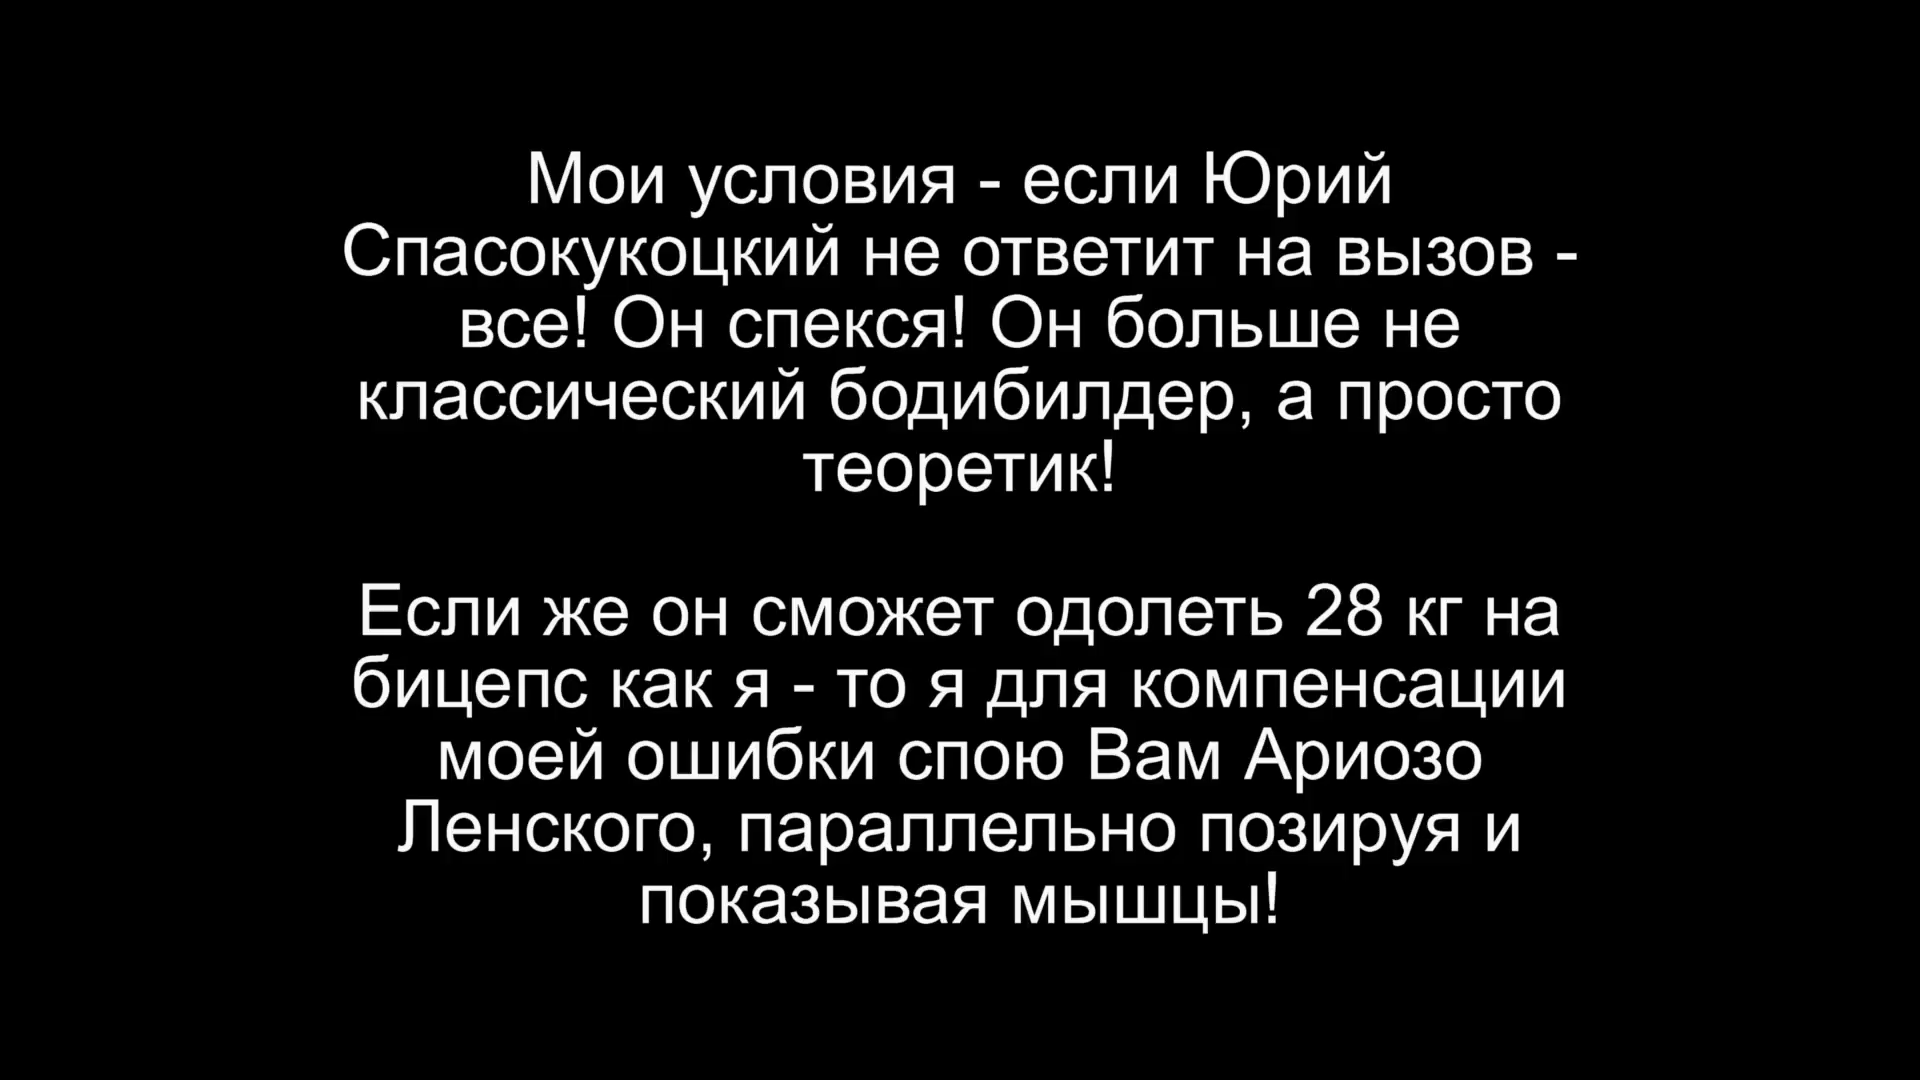 Мои условия - если Юрий
Спасокукоцкий не ответит на вызов -
все! Он спекся! Он больше не
классический бодибилдер, а просто
теоретик!
Если же он сможет одолеть 28 кг на
бицепс как я - то я для компенсации
моей ошибки спою Вам Ариозо
Ленского, параллельно позируя и
показывая мышцы!